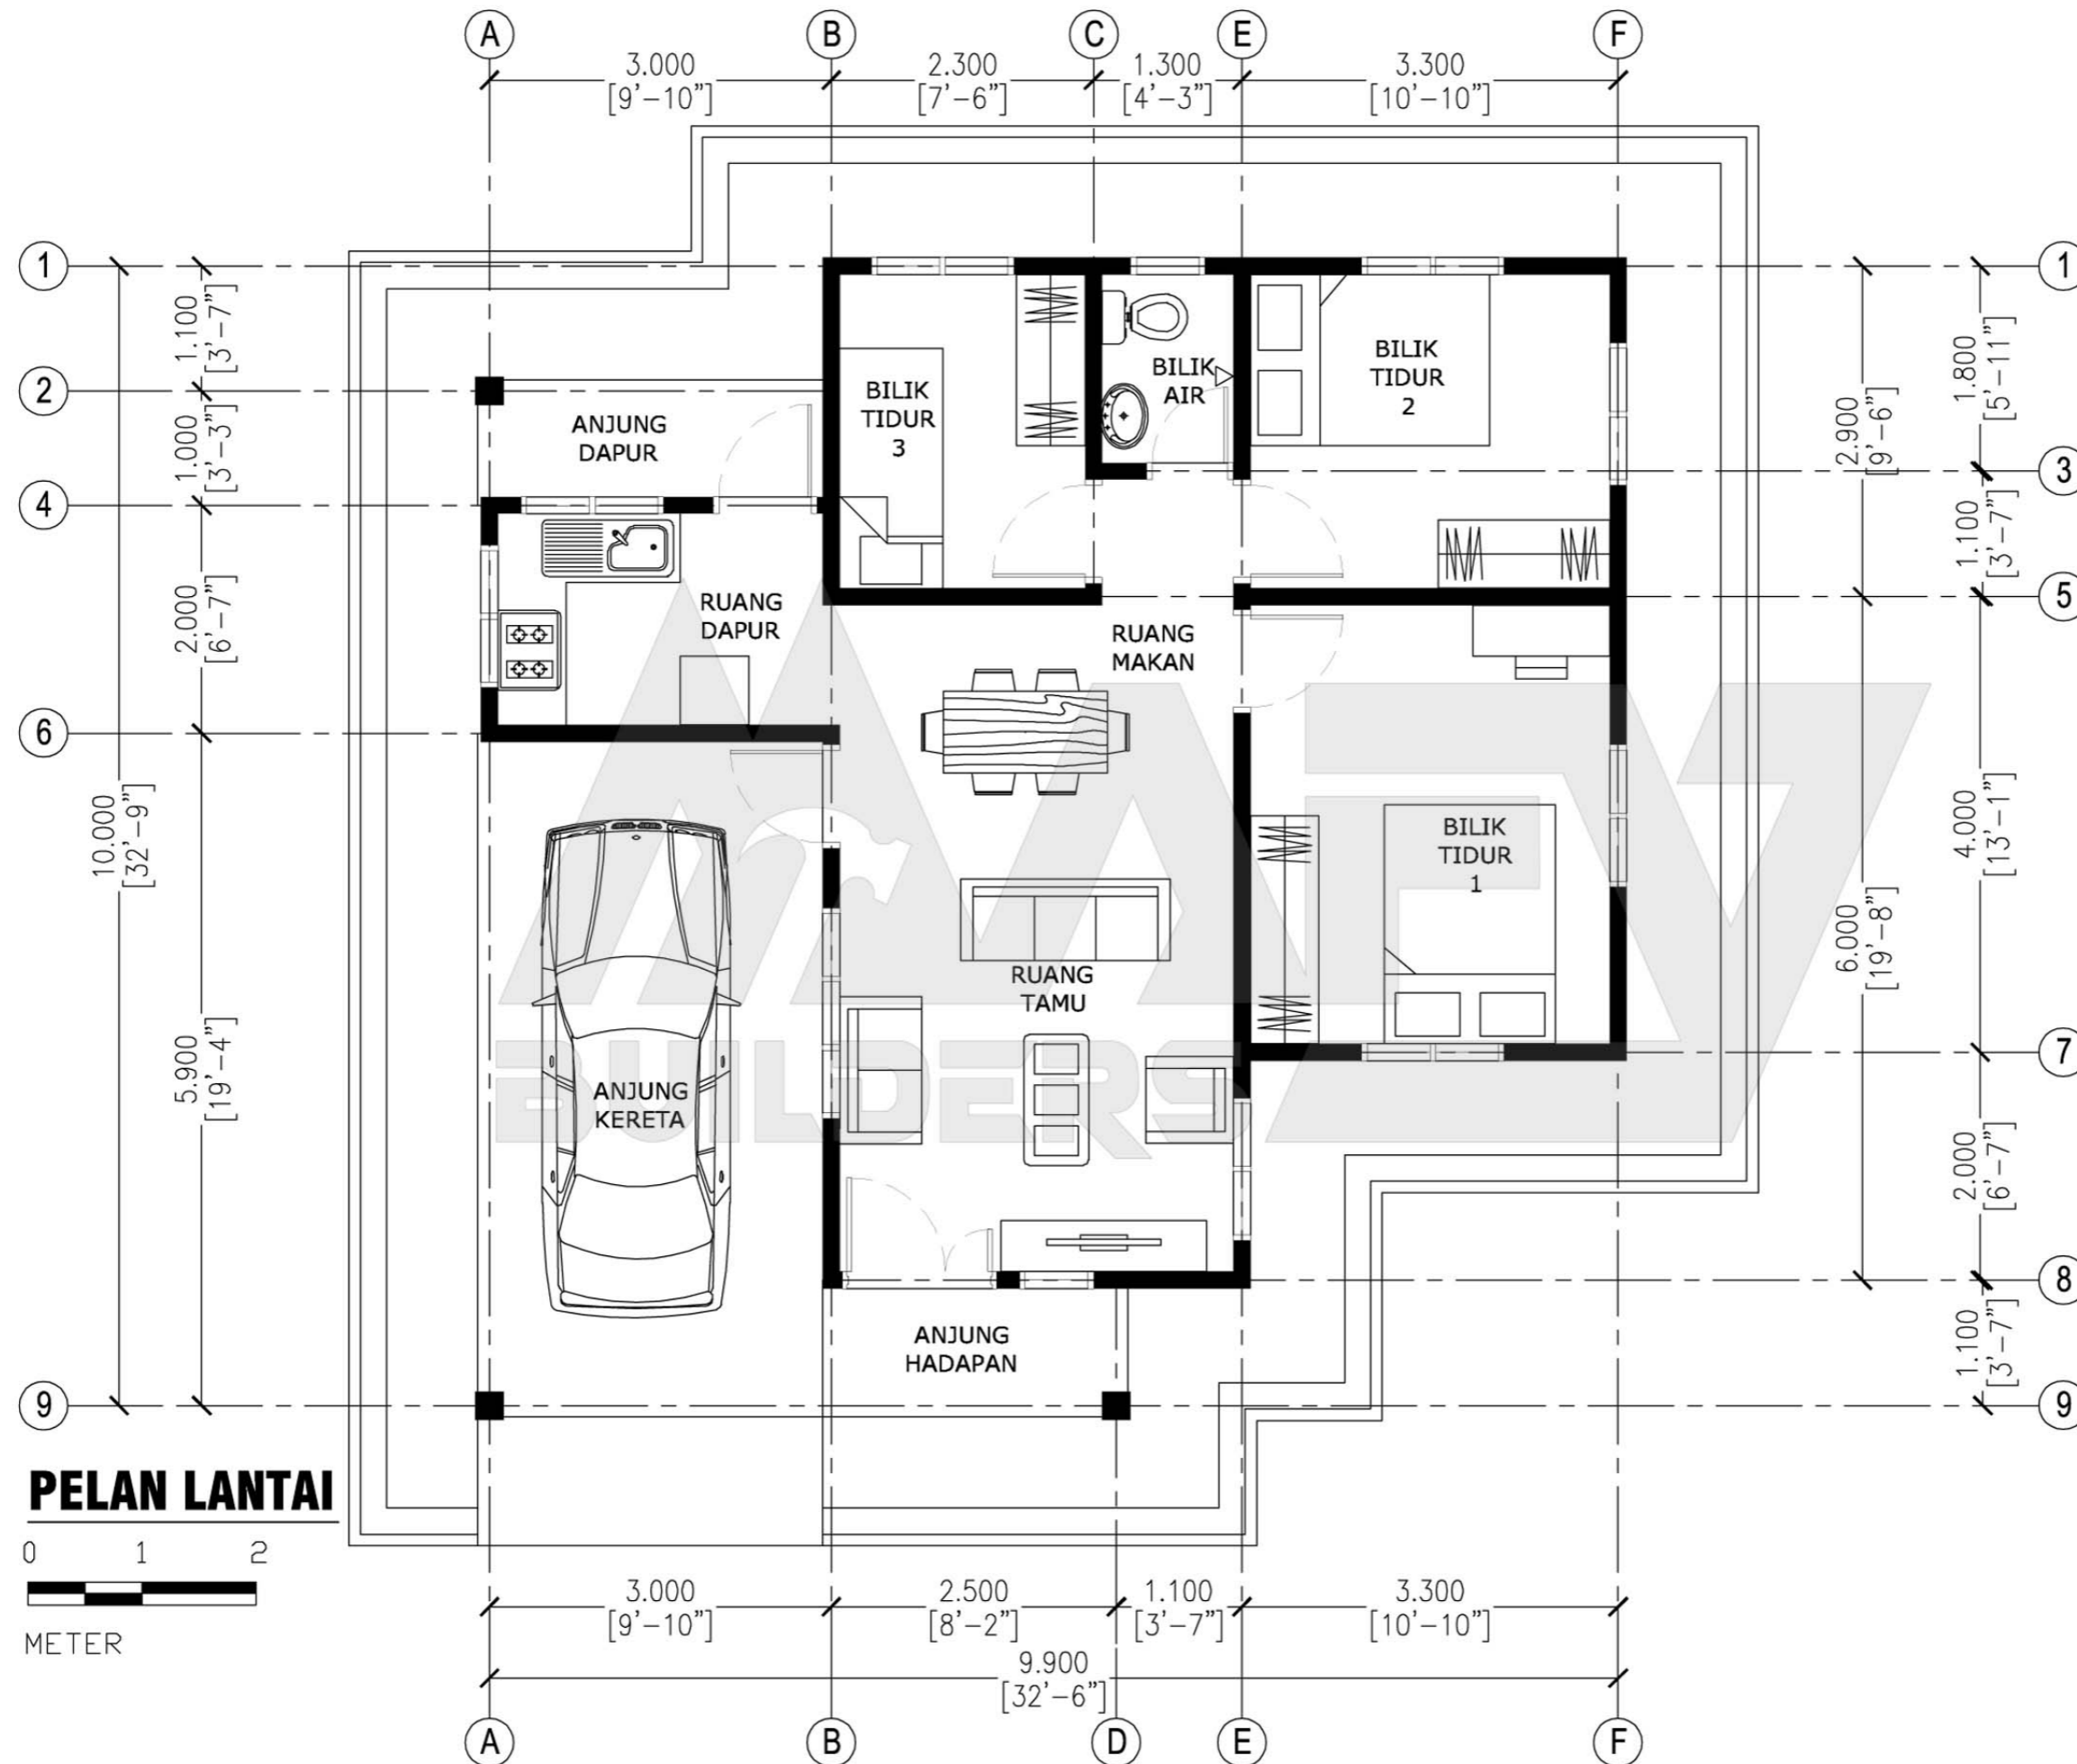 A
B
C
E
F
3.000
[9'-10"]
2.300
[7'-6"]
1.300
[4'-3"]
3.300
[10'-10"]
1
1
2
3
4
5
6
7
8
9
9
1.100
[3'-7"]
1.000
[3'-3"]
2.000
[6'-7"]
5.900
[19'-4"]
10.000
[32'-9"]
2.900
[9'-6"]
6.000
[19'-8"]
1.800
[5'-11"]
1.100
[3'-7"]
4.000
[13'-1"]
2.000
[6'-7"]
1.100
[3'-7"]
BILIK
TIDUR
3
BILIK
AIR
BILIK
TIDUR
2
ANJUNG
DAPUR
RUANG
DAPUR
RUANG
MAKAN
BILIK
TIDUR
1
RUANG
TAMU
ANJUNG
KERETA
ANJUNG
HADAPAN
BUILDERS
PELAN LANTAI
0 1 2
METER
3.000
[9'-10"]
2.500
[8'-2"]
1.100
[3'-7"]
3.300
[10'-10"]
9.900
[32'-6"]
A
B
D
E
F